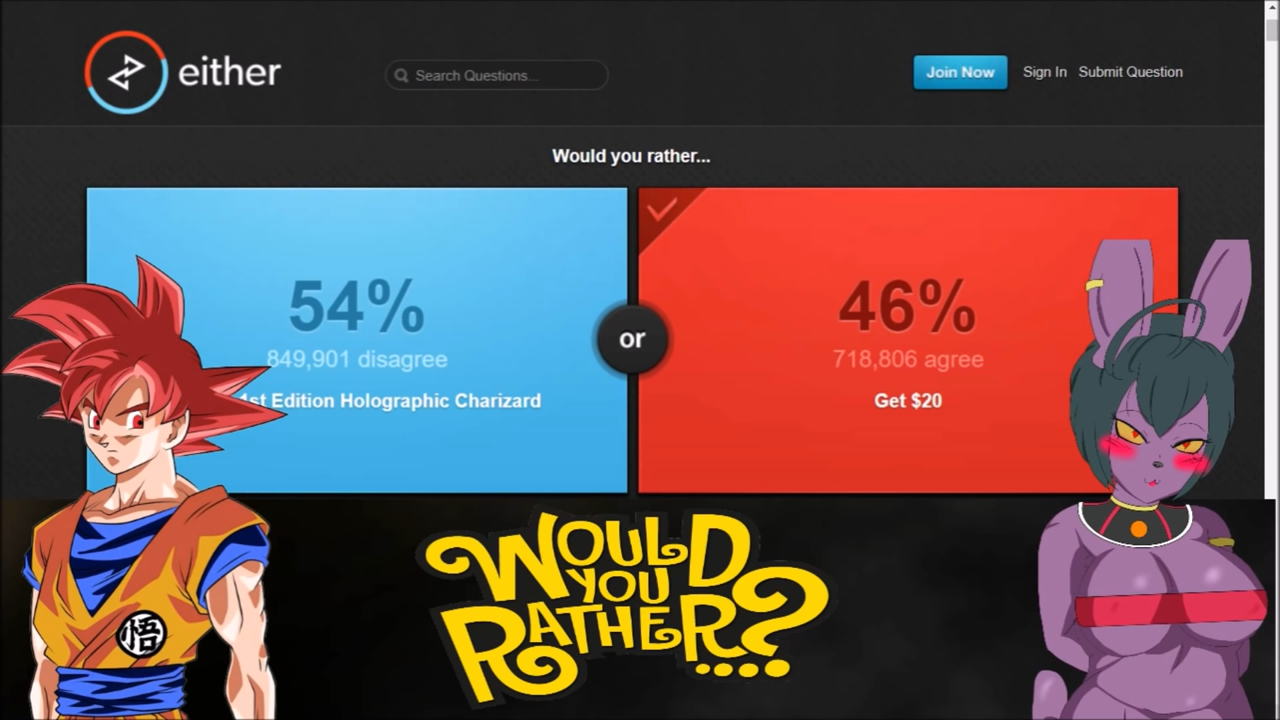 either
Search Questions...
Join Now
Sign In
Submit Question
Would you rather...
54%
849,901 disagree
1st Edition Holographic Charizard
or
46%
718,806 agree
Get $20
悟
WOULD
YOU
RATHER...?